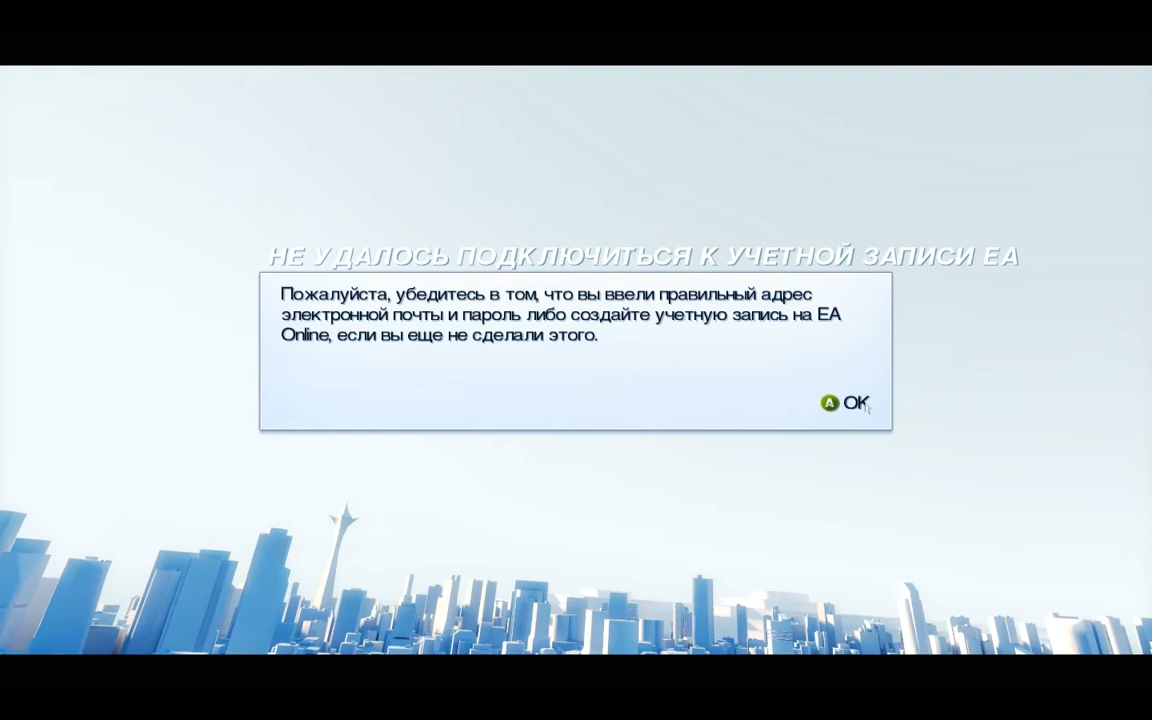 НЕ УДАЛОСЬ ПОДКЛЮЧИТЬСЯ К УЧЕТНОЙ ЗАПИСИ EA
Пожалуйста, убедитесь в том, что вы ввели правильный адрес
электронной почты и пароль либо создайте учетную запись на EA
Online, если вы еще не сделали этого.
A OK